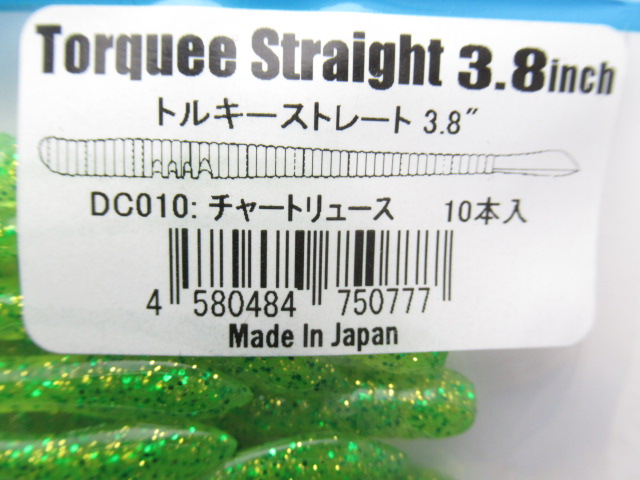 Torquee Straight 3.8inch
トルキーストレート 3.8"
DC010: チャートリュース 10本入
4 580484 750777
Made In Japan